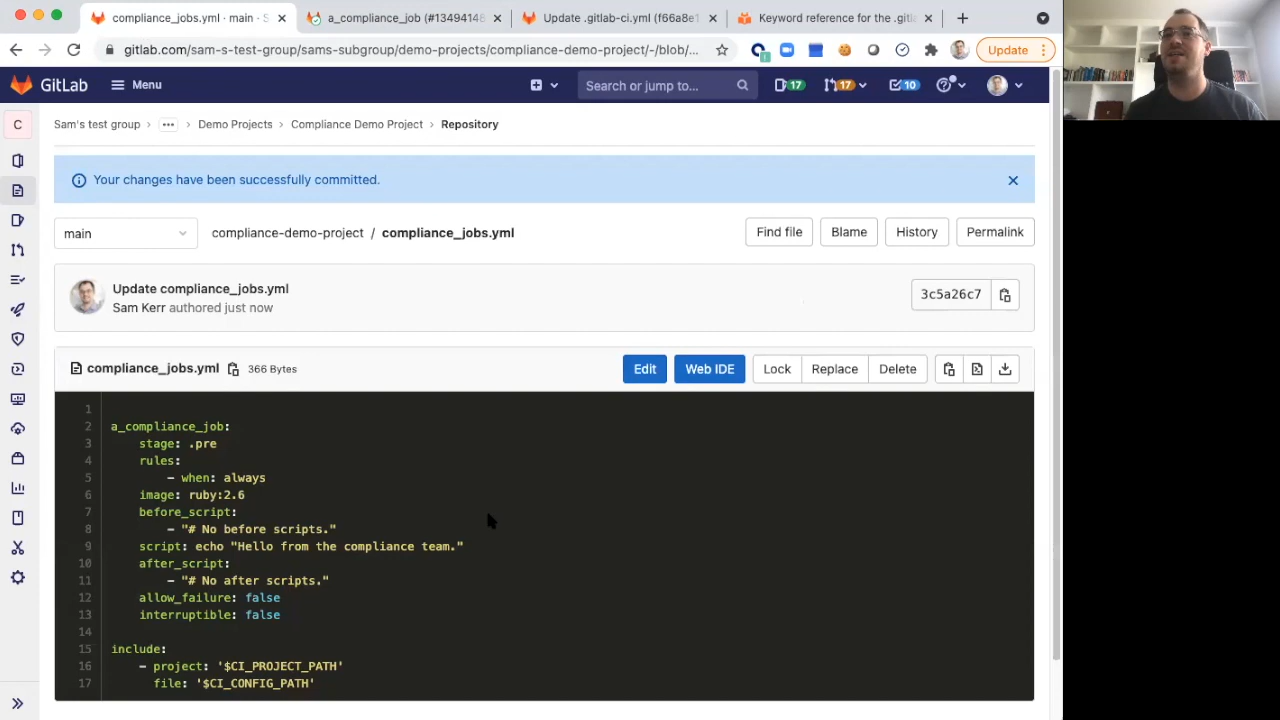 compliance_jobs.yml · main · S
a_compliance_job (#13494148
Update .gitlab-ci.yml (f66a8e1
Keyword reference for the .gitla
gitlab.com/sam-s-test-group/sams-subgroup/demo-projects/compliance-demo-project/-/blob/...
Update
GitLab
Menu
Search or jump to...
17
17
10
C
Sam's test group > ... > Demo Projects > Compliance Demo Project > Repository
Your changes have been successfully committed.
main
compliance-demo-project / compliance_jobs.yml
Find file
Blame
History
Permalink
Update compliance_jobs.yml
Sam Kerr authored just now
3c5a26c7
compliance_jobs.yml 366 Bytes
Edit
Web IDE
Lock
Replace
Delete
1
2 a_compliance_job:
3 stage: .pre
4 rules:
5 - when: always
6 image: ruby:2.6
7 before_script:
8 - "# No before scripts."
9 script: echo "Hello from the compliance team."
10 after_script:
11 - "# No after scripts."
12 allow_failure: false
13 interruptible: false
14
15 include:
16 - project: '$CI_PROJECT_PATH'
17 file: '$CI_CONFIG_PATH'